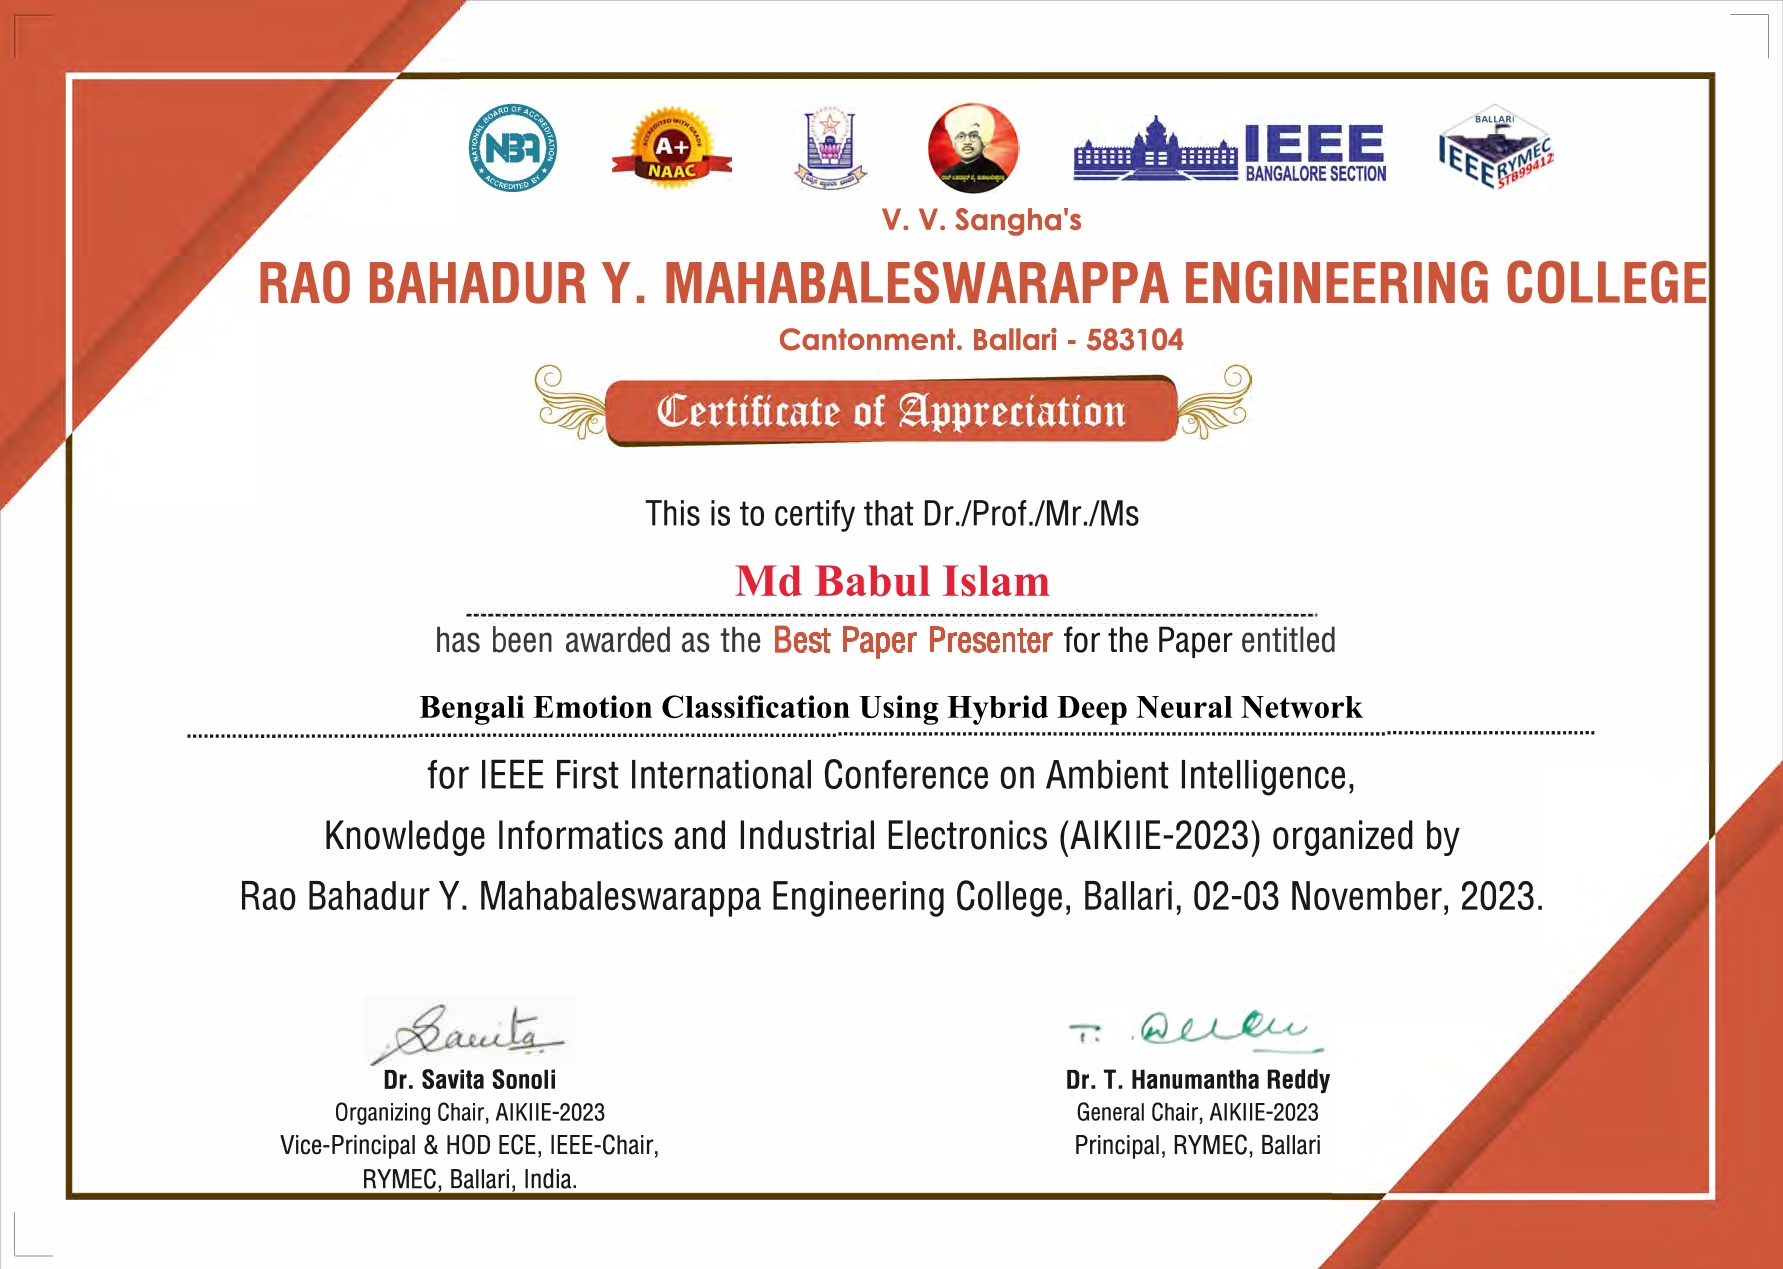 NATIONAL BOARD OF ACCREDITATION
NBA
ACCREDITED BY
ACCREDITED WITH GRADE
A+
NAAC
IEEE
BANGALORE SECTION
BALLARI
IEEE RYMEC
STB99412
V. V. Sangha's
RAO BAHADUR Y. MAHABALESWARAPPA ENGINEERING COLLEGE
Cantonment. Ballari - 583104
Certificate of Appreciation
This is to certify that Dr./Prof./Mr./Ms
Md Babul Islam
has been awarded as the Best Paper Presenter for the Paper entitled
Bengali Emotion Classification Using Hybrid Deep Neural Network
for IEEE First International Conference on Ambient Intelligence,
Knowledge Informatics and Industrial Electronics (AIKIIE-2023) organized by
Rao Bahadur Y. Mahabaleswarappa Engineering College, Ballari, 02-03 November, 2023.
Savita
Dr. Savita Sonoli
Organizing Chair, AIKIIE-2023
Vice-Principal & HOD ECE, IEEE-Chair,
RYMEC, Ballari, India.
T.
Dr. T. Hanumantha Reddy
General Chair, AIKIIE-2023
Principal, RYMEC, Ballari